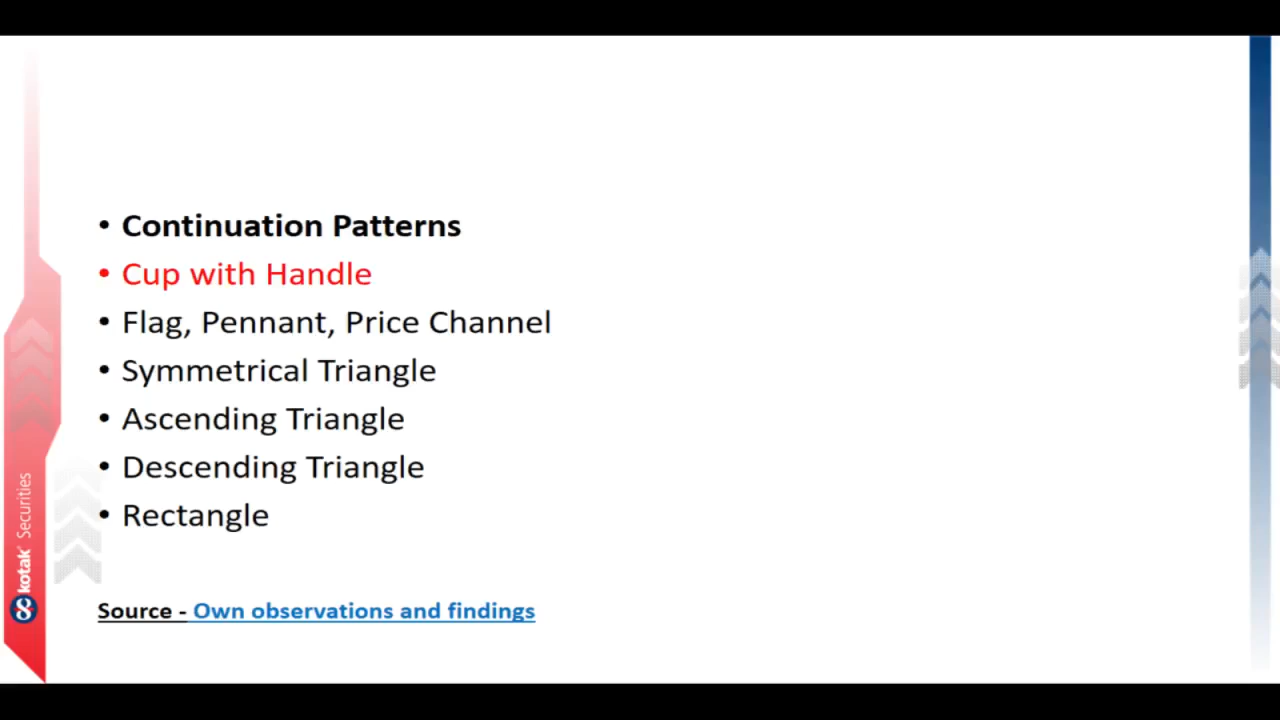 • Continuation Patterns
• Cup with Handle
• Flag, Pennant, Price Channel
• Symmetrical Triangle
• Ascending Triangle
• Descending Triangle
• Rectangle
Source - Own observations and findings
kotak Securities